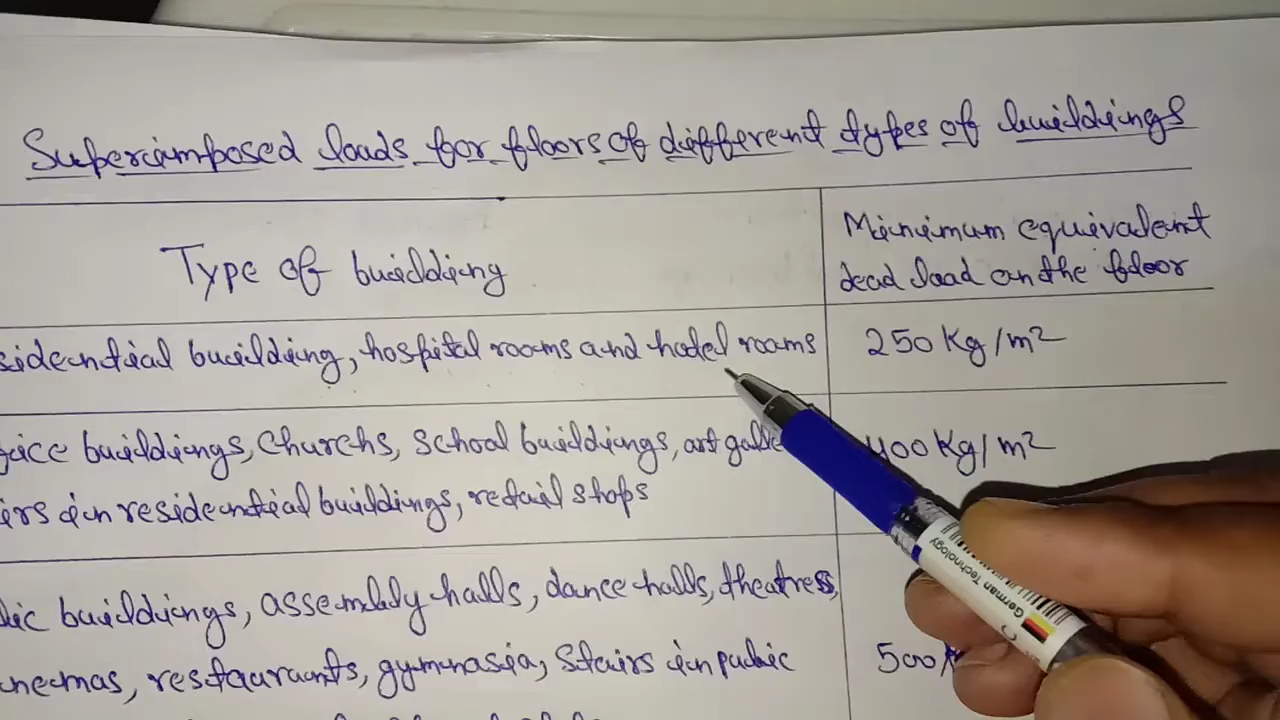 Superimposed loads for floors of different types of buildings
Type of building
Minimum equivalent
dead load on the floor
sidential building, hospital rooms and hotel rooms
250 Kg/m²
fice buildings, Churchs, School buildings, art galle
400 Kg/m²
irs in residential buildings, retail shops
lic buildings, assembly halls, dance halls, theatress,
nemas, restaurants, gymnasia, Stairs in public
500 K
German Technology